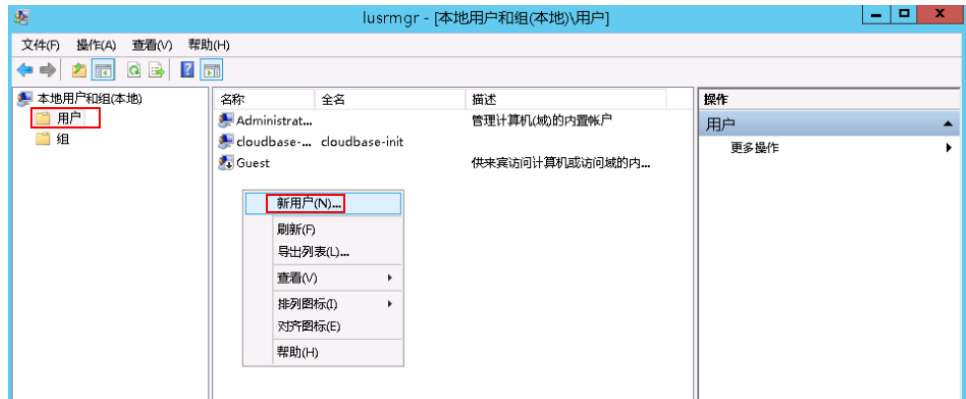 lusrmgr - [本地用户和组(本地)\用户]
文件(F) 操作(A) 查看(V) 帮助(H)
本地用户和组(本地)
用户
组
名称 全名 描述
Administrat... 管理计算机(域)的内置帐户
cloudbase-... cloudbase-init
Guest 供来宾访问计算机或访问域的内...
新用户(N)...
刷新(F)
导出列表(L)...
查看(V)
排列图标(I)
对齐图标(E)
帮助(H)
操作
用户
更多操作